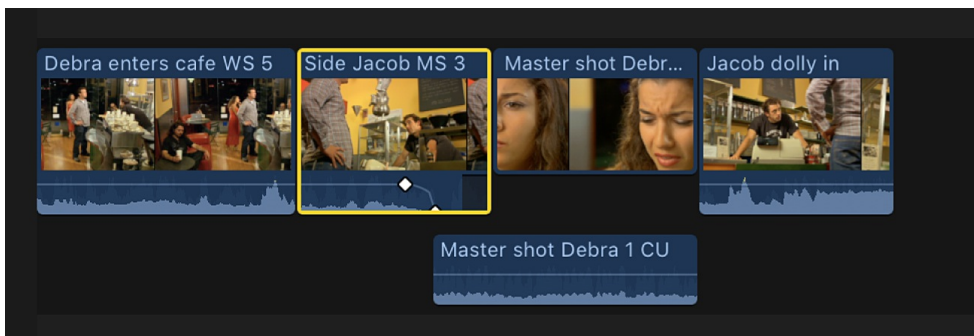 Debra enters cafe WS 5
Side Jacob MS 3
Master shot Debr...
Jacob dolly in
Master shot Debra 1 CU